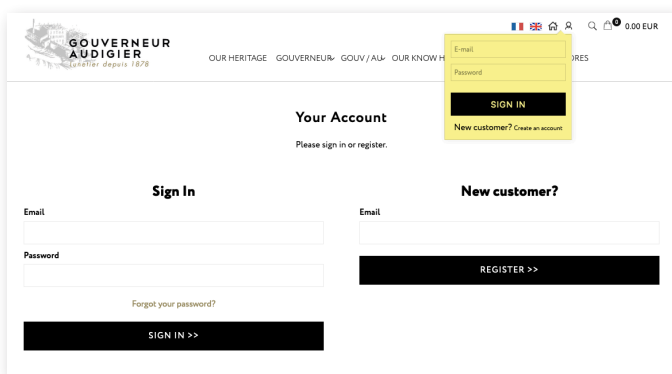 GOUVERNEUR
AUDIGIER
Lunetier depuis 1878
0 0.00 EUR
OUR HERITAGE GOUVERNEUR GOUV / AU OUR KNOW H
RES
E-mail
Password
SIGN IN
New customer? Create an account
Your Account
Please sign in or register.
Sign In
Email
Password
Forgot your password?
SIGN IN >>
New customer?
Email
REGISTER >>